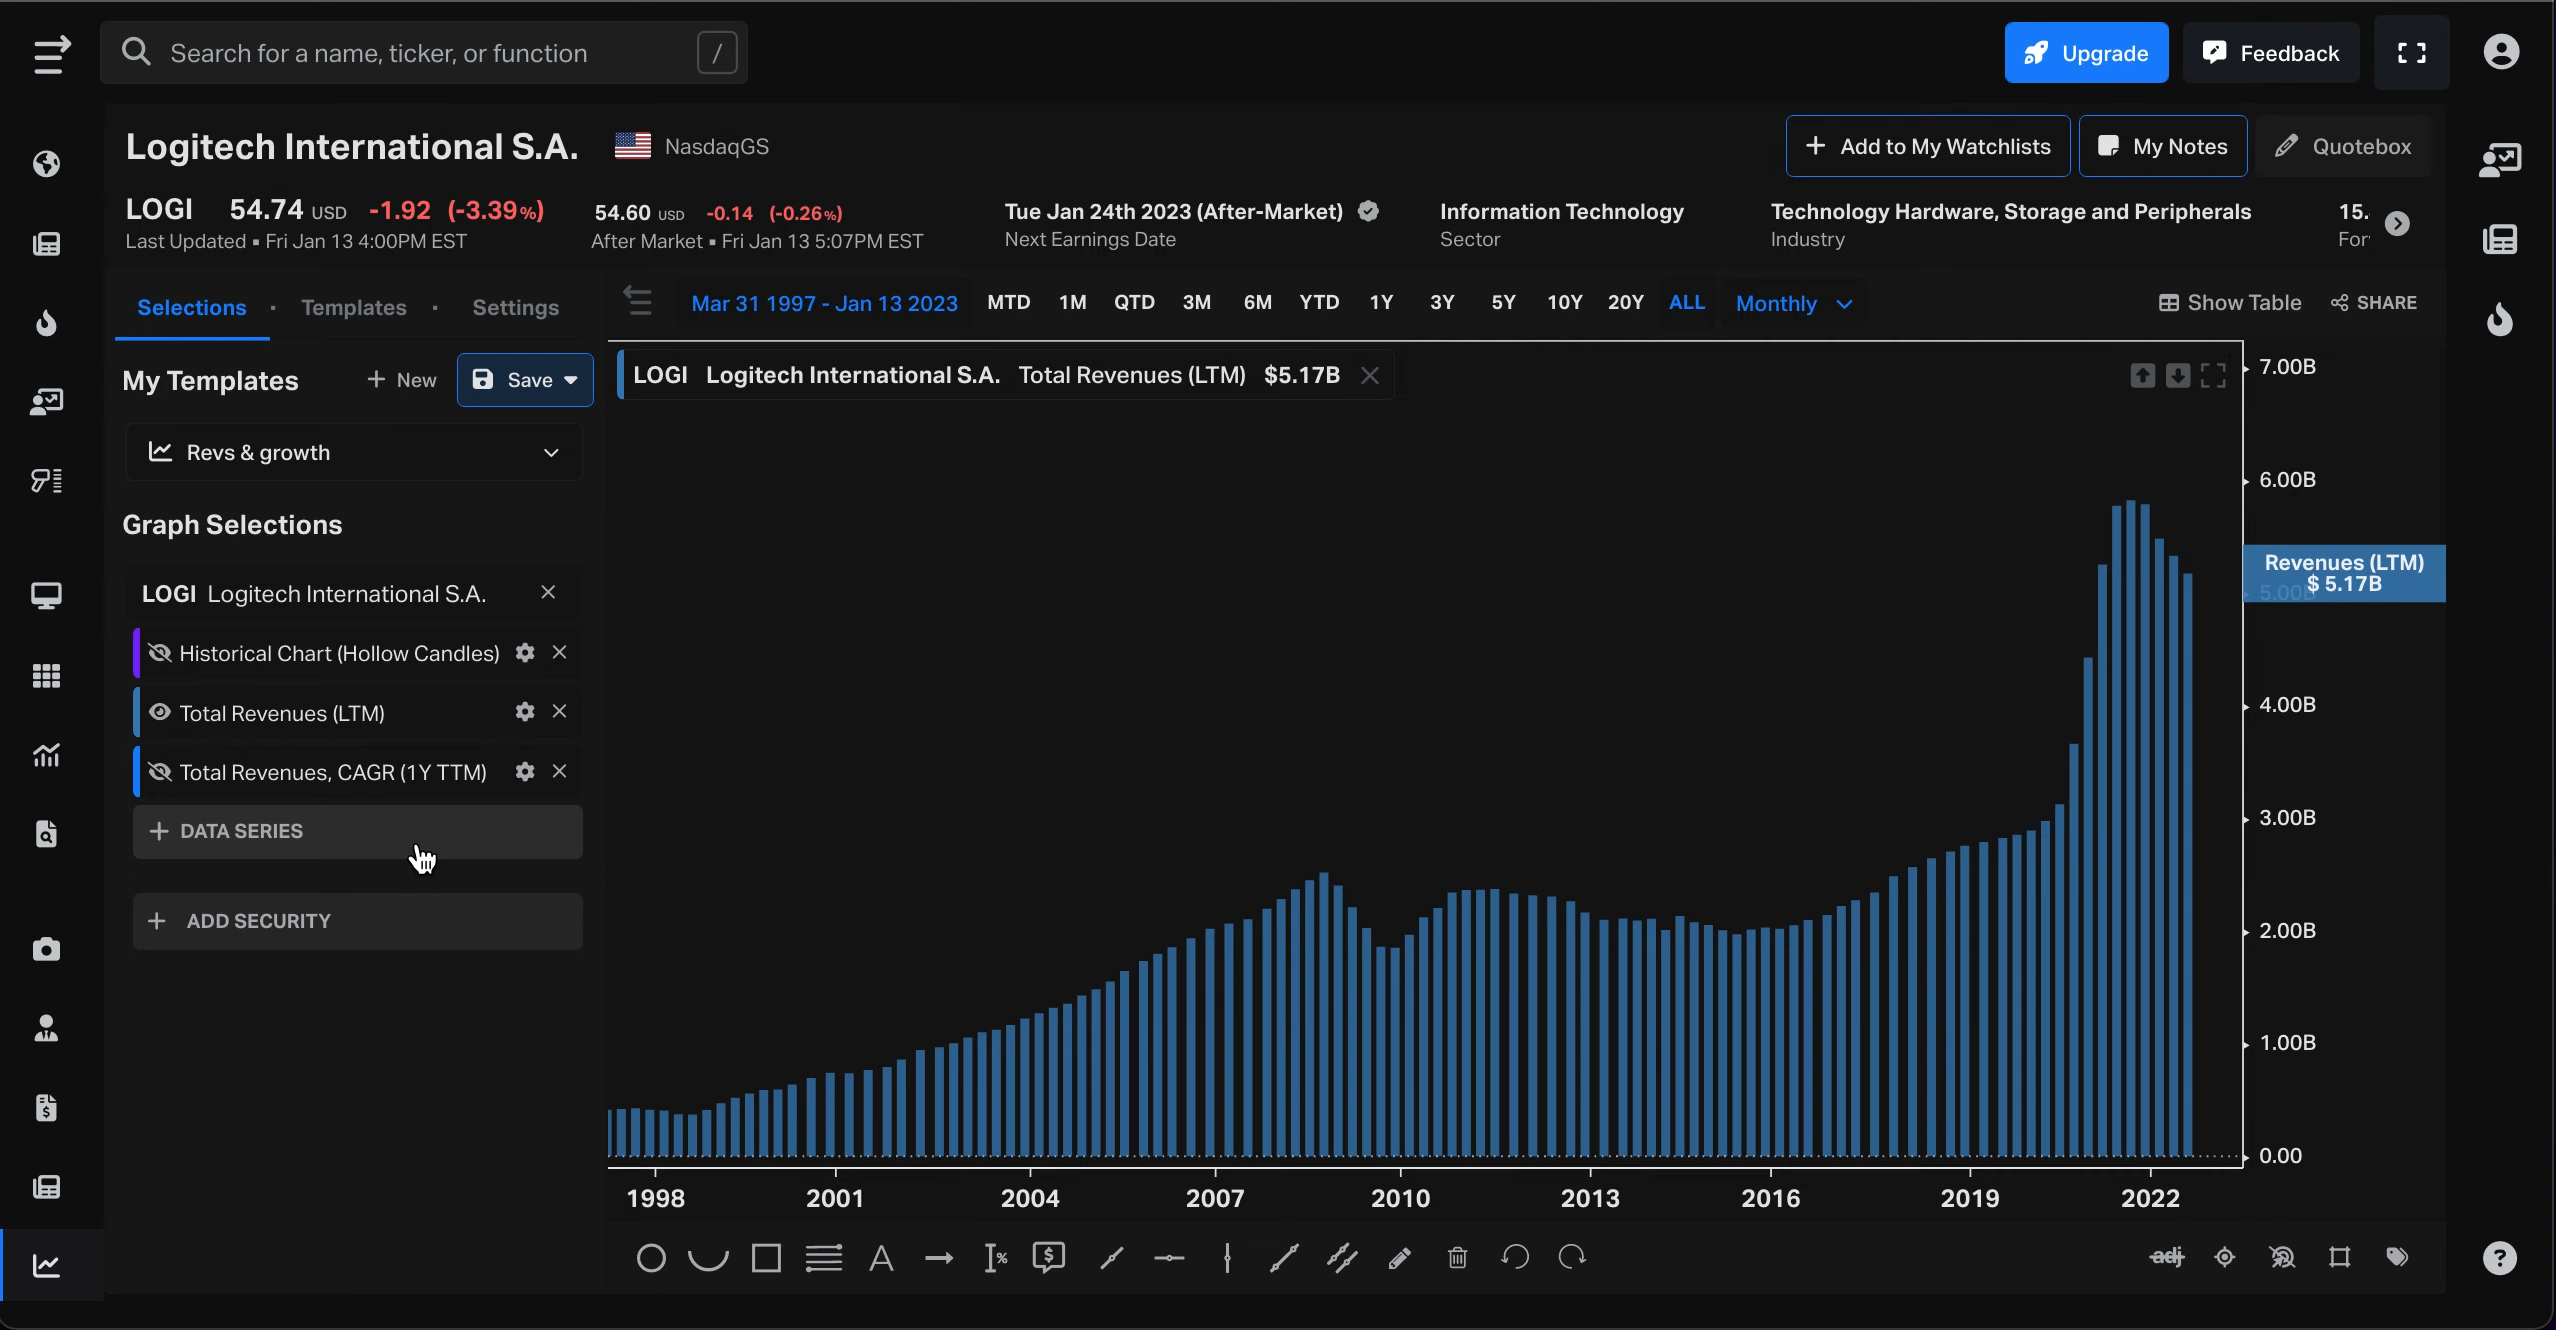 Search for a name, ticker, or function /
Upgrade
Feedback
Logitech International S.A. NasdaqGS
+ Add to My Watchlists
My Notes
Quotebox
LOGI 54.74 USD -1.92 (-3.39%)
Last Updated ▪ Fri Jan 13 4:00PM EST
54.60 USD -0.14 (-0.26%)
After Market ▪ Fri Jan 13 5:07PM EST
Tue Jan 24th 2023 (After-Market)
Next Earnings Date
Information Technology
Sector
Technology Hardware, Storage and Peripherals
Industry
15.
For
Selections · Templates · Settings
Mar 31 1997 - Jan 13 2023 MTD 1M QTD 3M 6M YTD 1Y 3Y 5Y 10Y 20Y ALL Monthly
Show Table SHARE
My Templates + New Save
Revs & growth
Graph Selections
LOGI Logitech International S.A.
Historical Chart (Hollow Candles)
Total Revenues (LTM)
Total Revenues, CAGR (1Y TTM)
+ DATA SERIES
+ ADD SECURITY
LOGI Logitech International S.A. Total Revenues (LTM) $5.17B
7.00B
6.00B
Revenues (LTM)
$ 5.17B
5.00B
4.00B
3.00B
2.00B
1.00B
0.00
1998 2001 2004 2007 2010 2013 2016 2019 2022
A % $ adj ?